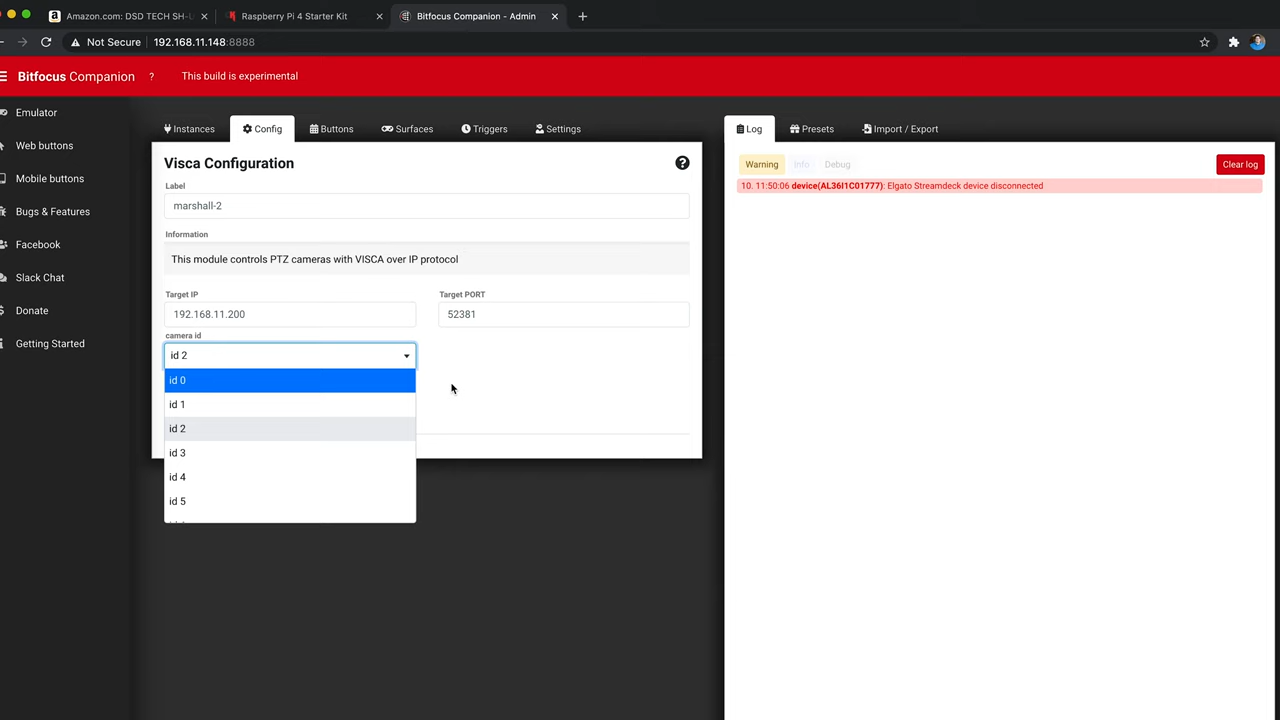 Amazon.com: DSD TECH SH-U
Raspberry Pi 4 Starter Kit
Bitfocus Companion - Admin
Not Secure 192.168.11.148:8888
Bitfocus Companion ? This build is experimental
Emulator
Web buttons
Mobile buttons
Bugs & Features
Facebook
Slack Chat
Donate
Getting Started
Instances Config Buttons Surfaces Triggers Settings
Visca Configuration
Label
marshall-2
Information
This module controls PTZ cameras with VISCA over IP protocol
Target IP
192.168.11.200
Target PORT
52381
camera id
id 2
id 0
id 1
id 2
id 3
id 4
id 5
Log Presets Import / Export
Warning Info Debug Clear log
10. 11:50:06 device(AL36I1C01777): Elgato Streamdeck device disconnected